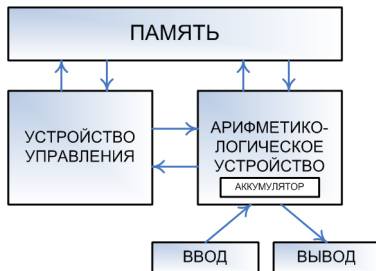 ПАМЯТЬ
УСТРОЙСТВО
УПРАВЛЕНИЯ
АРИФМЕТИКО-
ЛОГИЧЕСКОЕ
УСТРОЙСТВО
АККУМУЛЯТОР
ВВОД
ВЫВОД